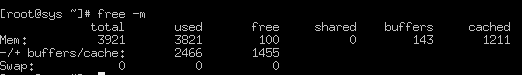 [root@sys ~]# free -m
total used free shared buffers cached
Mem: 3921 3821 100 0 143 1211
-/+ buffers/cache: 2466 1455
Swap: 0 0 0